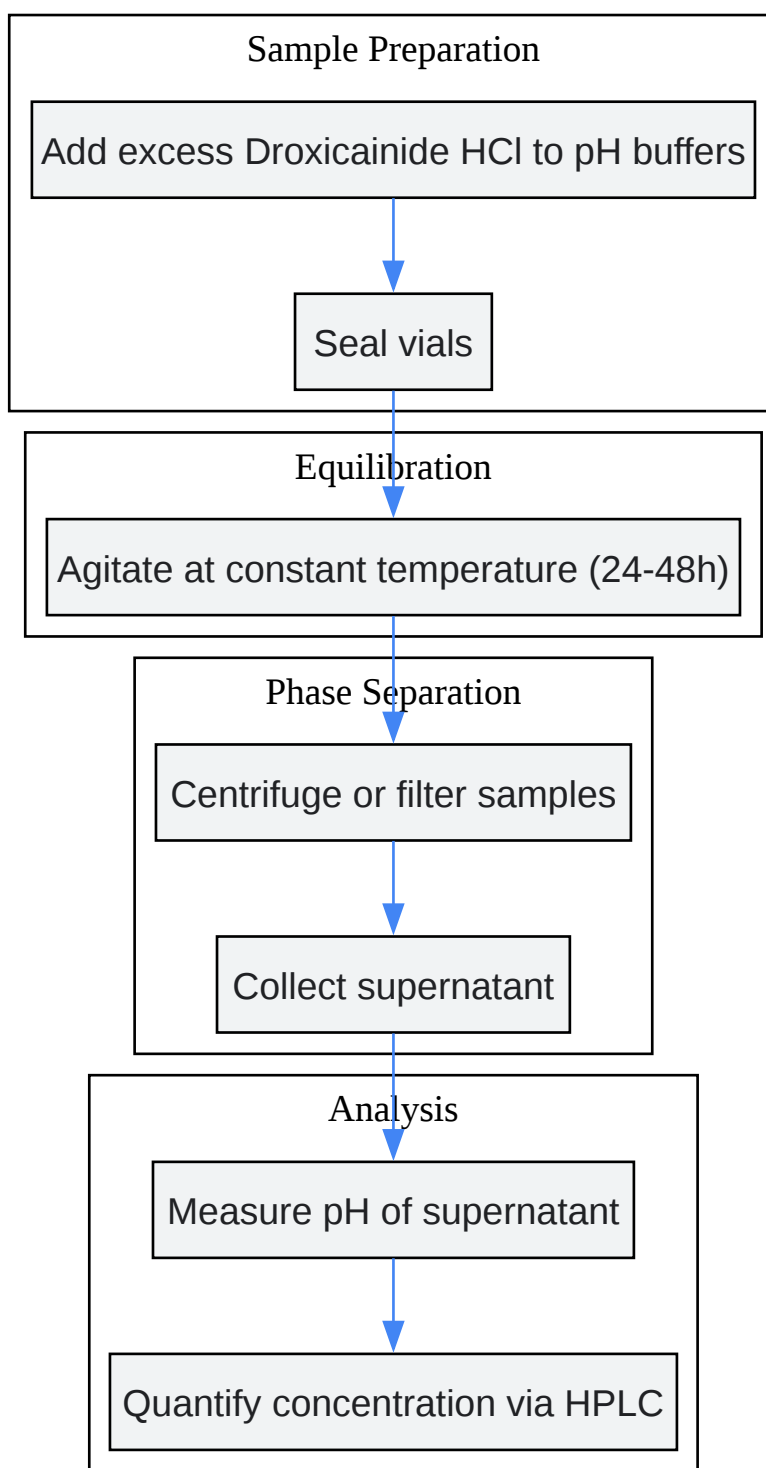 Sample Preparation
Add excess Droxicainide HCl to pH buffers
Seal vials
Equilibration
Agitate at constant temperature (24-48h)
Phase Separation
Centrifuge or filter samples
Collect supernatant
Analysis
Measure pH of supernatant
Quantify concentration via HPLC